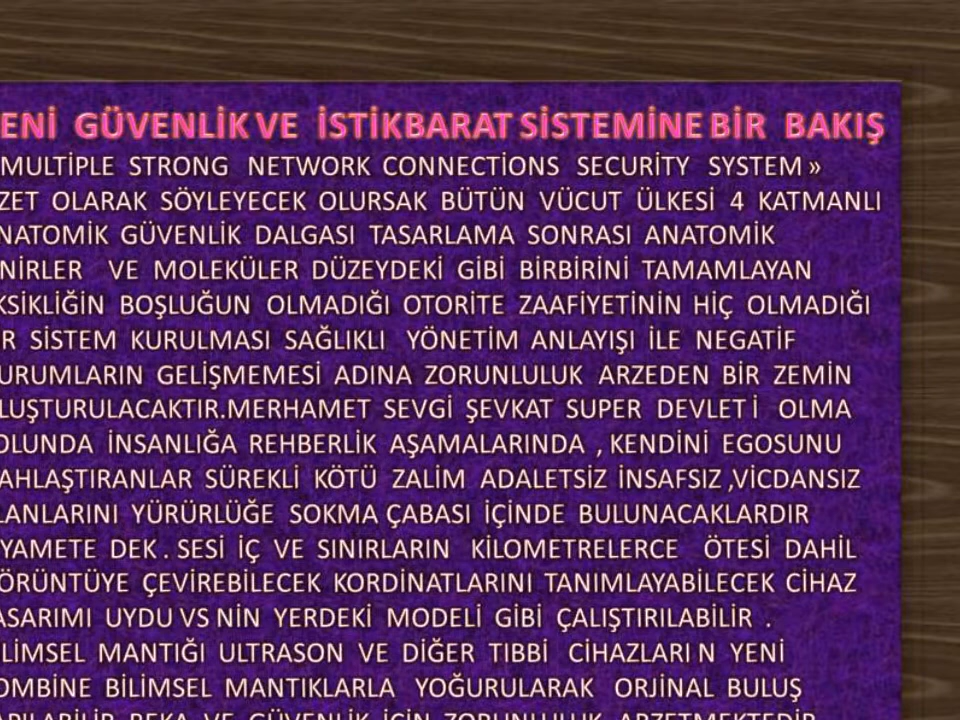 ENİ GÜVENLİK VE İSTİKBARAT SİSTEMİNE BİR BAKIŞ
MULTİPLE STRONG NETWORK CONNECTİONS SECURİTY SYSTEM »
ZET OLARAK SÖYLEYECEK OLURSAK BÜTÜN VÜCUT ÜLKESİ 4 KATMANLI
NATOMİK GÜVENLİK DALGASI TASARLAMA SONRASI ANATOMİK
NİRLER VE MOLEKÜLER DÜZEYDEKİ GİBİ BİRBİRİNİ TAMAMLAYAN
KSİKLİĞİN BOŞLUĞUN OLMADIĞI OTORİTE ZAAFİYETİNİN HİÇ OLMADIĞI
R SİSTEM KURULMASI SAĞLIKLI YÖNETİM ANLAYIŞI İLE NEGATİF
URUMLARIN GELİŞMEMESİ ADINA ZORUNLULUK ARZEDEN BİR ZEMİN
LUŞTURULACAKTIR.MERHAMET SEVGİ ŞEVKAT SUPER DEVLET İ OLMA
OLUNDA İNSANLIĞA REHBERLİK AŞAMALARINDA , KENDİNİ EGOSUNU
AHLAŞTIRANLAR SÜREKLİ KÖTÜ ZALİM ADALETSİZ İNSAFSIZ ,VİCDANSIZ
LANLARINI YÜRÜRLÜĞE SOKMA ÇABASI İÇİNDE BULUNACAKLARDIR
YAMETE DEK . SESİ İÇ VE SINIRLARIN KİLOMETRELERCE ÖTESİ DAHİL
ÖRÜNTÜYE ÇEVİREBİLECEK KORDİNATLARINI TANIMLAYABİLECEK CİHAZ
ASARIMI UYDU VS NİN YERDEKİ MODELİ GİBİ ÇALIŞTIRILABİLİR .
LİMSEL MANTIĞI ULTRASON VE DİĞER TIBBİ CİHAZLARI N YENİ
OMBİNE BİLİMSEL MANTIKLARLA YOĞURULARAK ORJİNAL BULUŞ
APILABİLİR BEKA VE GÜVENLİK İÇİN ZORUNLULUK ARZETMEKTEDİR